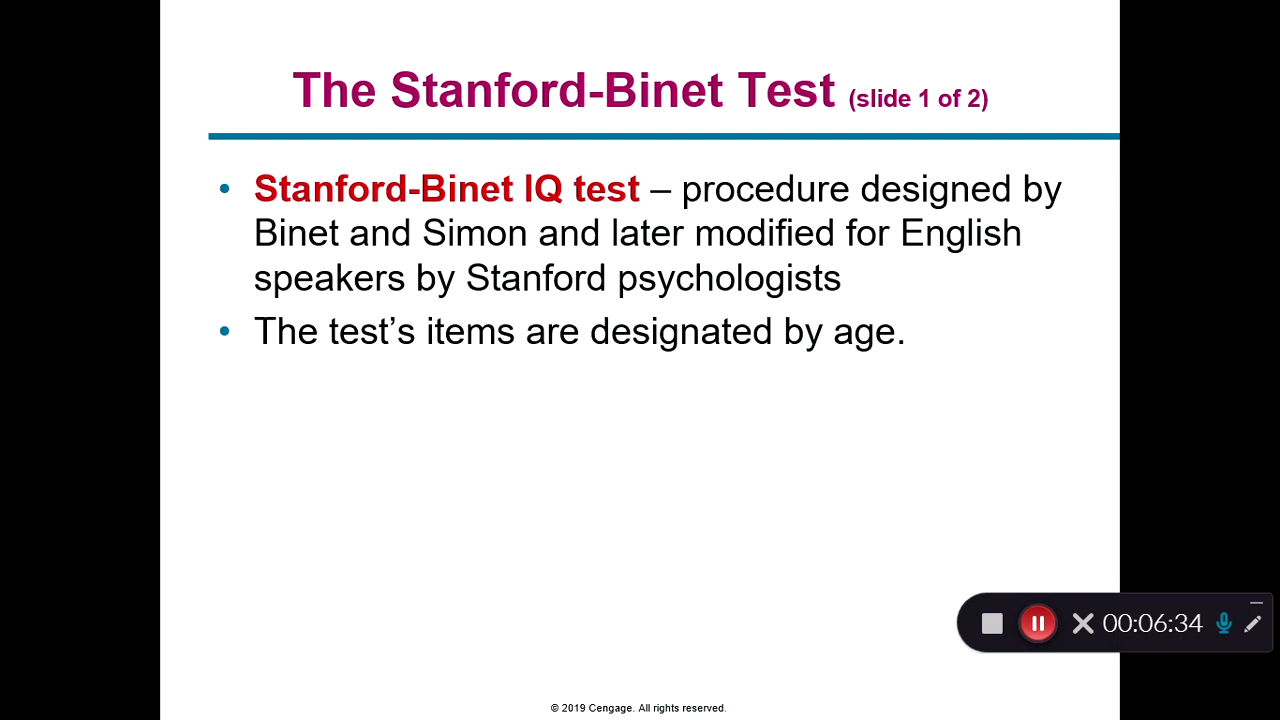 The Stanford-Binet Test (slide 1 of 2)
• Stanford-Binet IQ test – procedure designed by
Binet and Simon and later modified for English
speakers by Stanford psychologists
• The test’s items are designated by age.
00:06:34
© 2019 Cengage. All rights reserved.